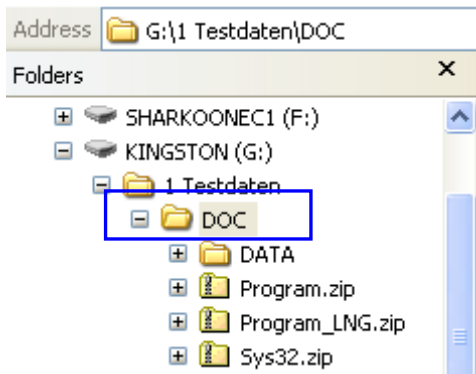 Address G:\1 Testdaten\DOC
Folders
SHARKOONEC1 (F:)
KINGSTON (G:)
1 Testdaten
DOC
DATA
Program.zip
Program_LNG.zip
Sys32.zip